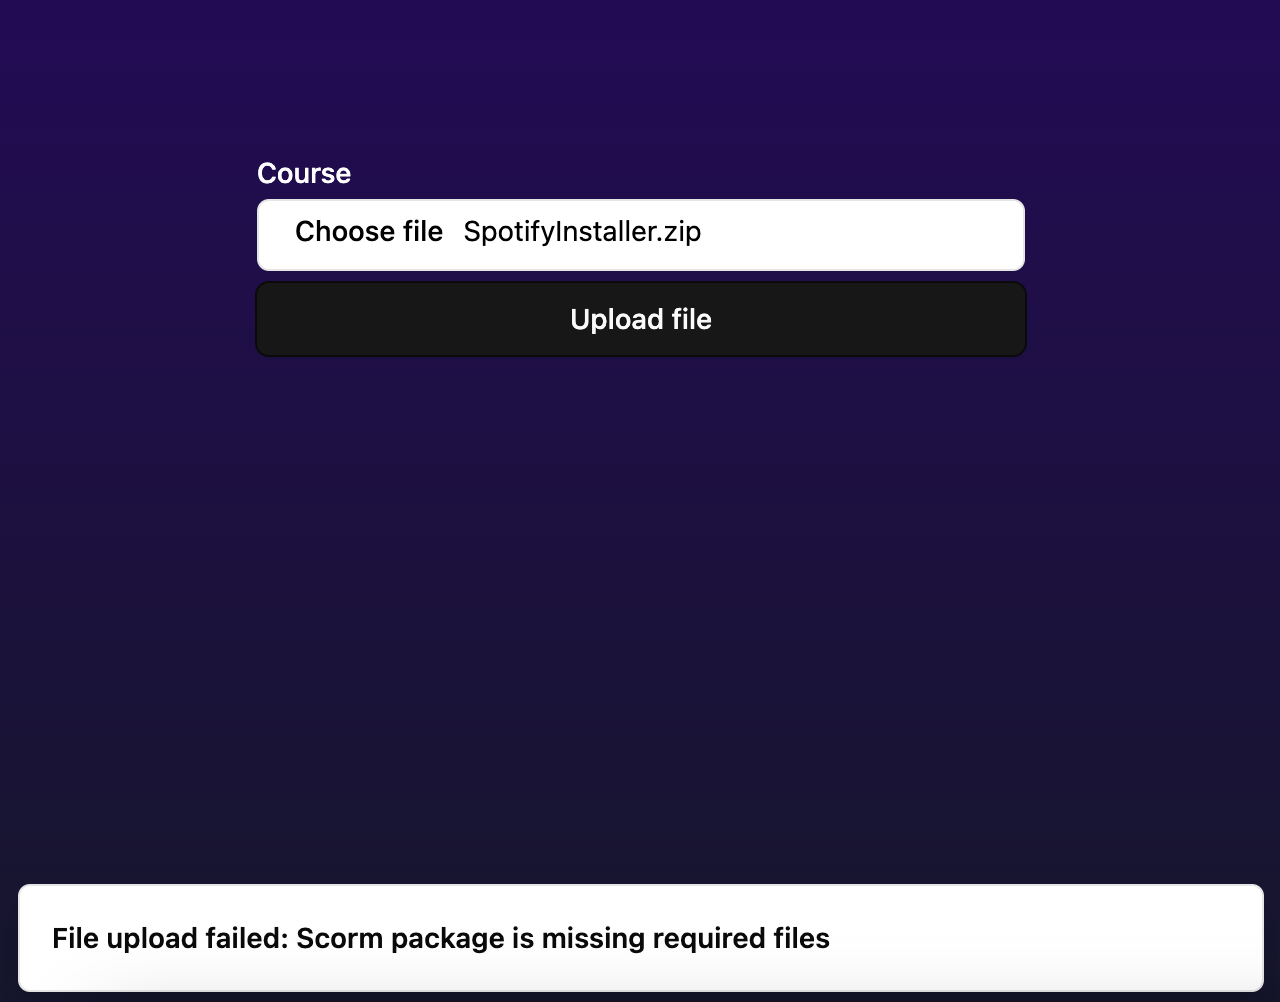 Course
Choose file SpotifyInstaller.zip
Upload file
File upload failed: Scorm package is missing required files